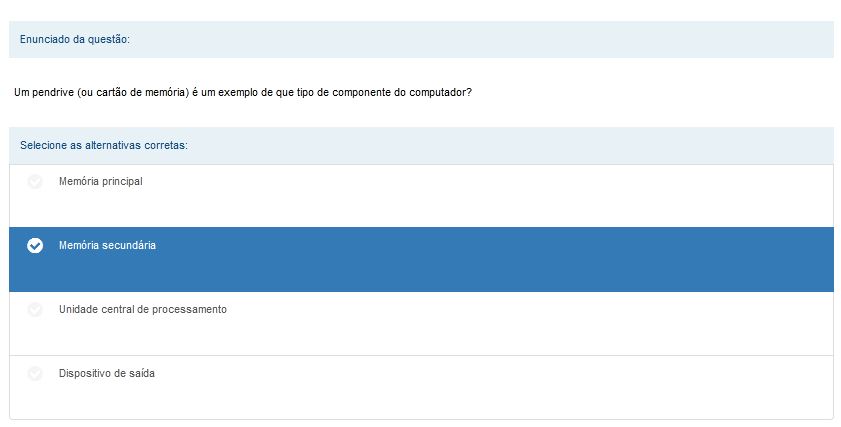 Enunciado da questão:
Um pendrive (ou cartão de memória) é um exemplo de que tipo de componente do computador?
Selecione as alternativas corretas:
Memória principal
Memória secundária
Unidade central de processamento
Dispositivo de saída